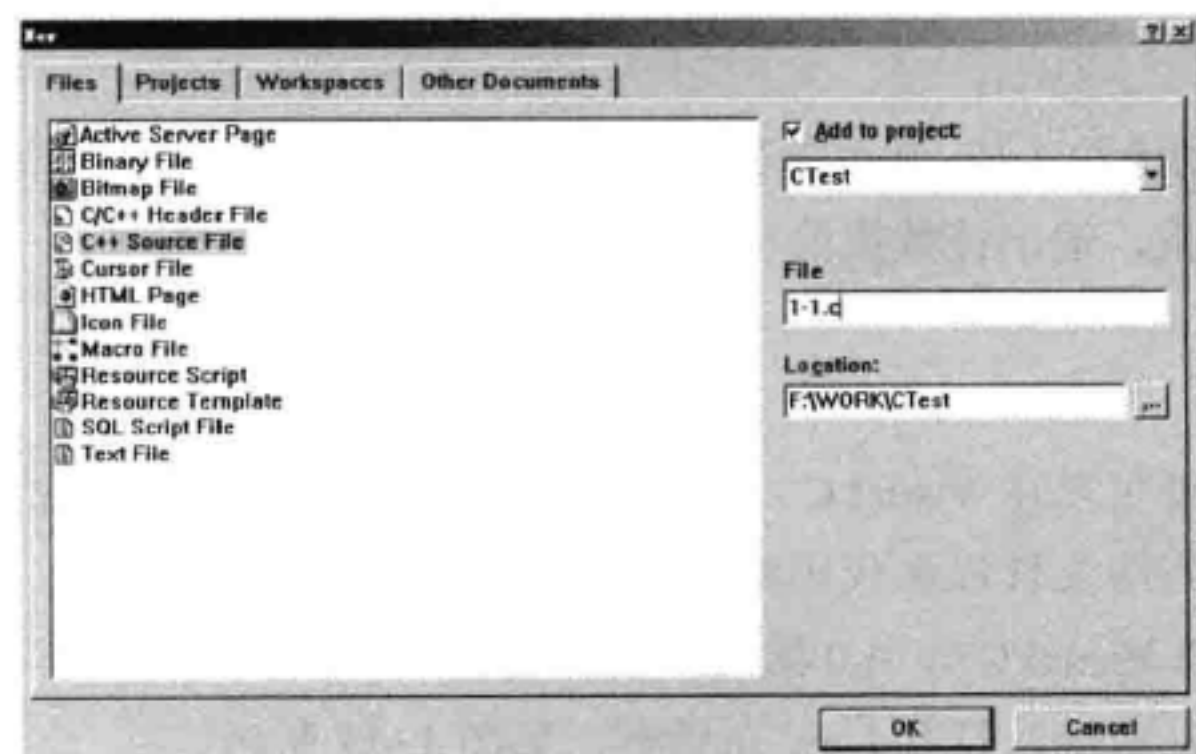 New
Files Projects Workspaces Other Documents
Active Server Page
Binary File
Bitmap File
C/C++ Header File
C++ Source File
Cursor File
HTML Page
Icon File
Macro File
Resource Script
Resource Template
SQL Script File
Text File
Add to project:
CTest
File
1-1.c
Location:
F:\WORK\CTest
...
OK
Cancel